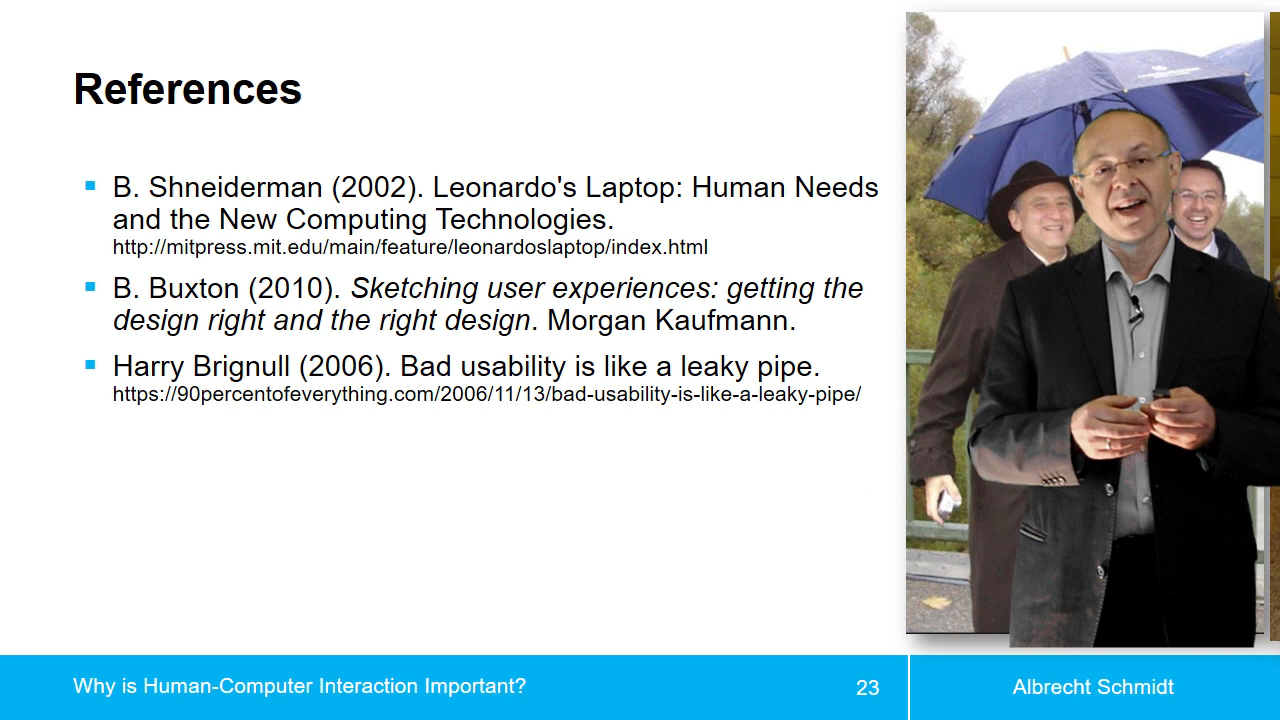 References
B. Shneiderman (2002). Leonardo's Laptop: Human Needs
and the New Computing Technologies.
http://mitpress.mit.edu/main/feature/leonardoslaptop/index.html
B. Buxton (2010). Sketching user experiences: getting the
design right and the right design. Morgan Kaufmann.
Harry Brignull (2006). Bad usability is like a leaky pipe.
https://90percentofeverything.com/2006/11/13/bad-usability-is-like-a-leaky-pipe/
Why is Human-Computer Interaction Important?
23
Albrecht Schmidt